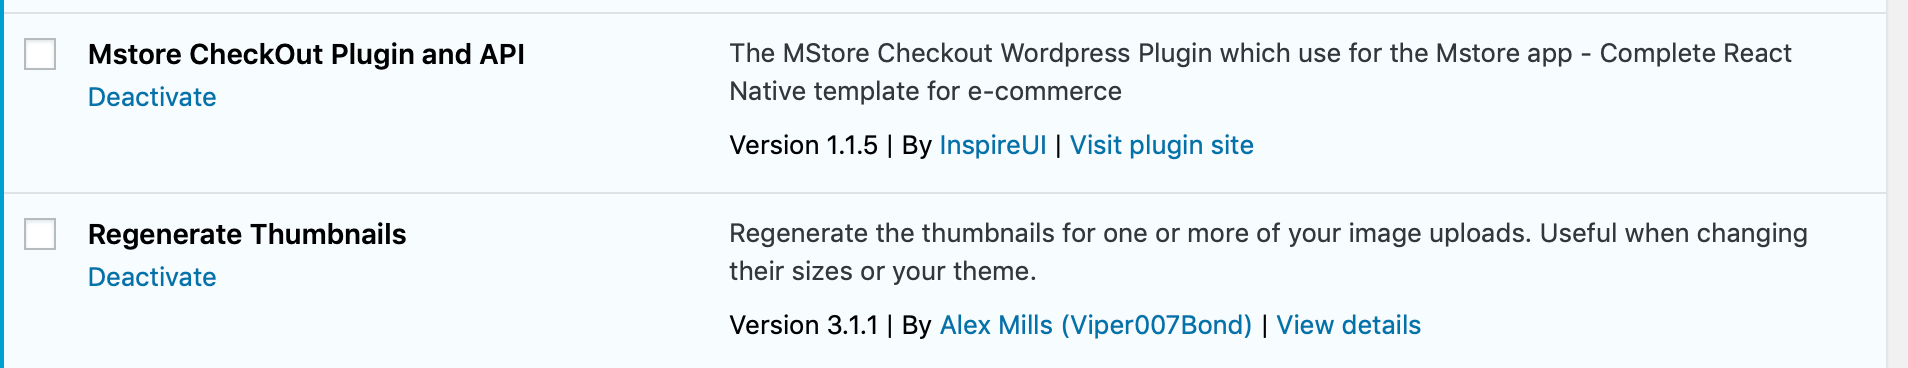 Mstore CheckOut Plugin and API
Deactivate
The MStore Checkout Wordpress Plugin which use for the Mstore app - Complete React
Native template for e-commerce
Version 1.1.5 | By InspireUI | Visit plugin site
Regenerate Thumbnails
Deactivate
Regenerate the thumbnails for one or more of your image uploads. Useful when changing
their sizes or your theme.
Version 3.1.1 | By Alex Mills (Viper007Bond) | View details